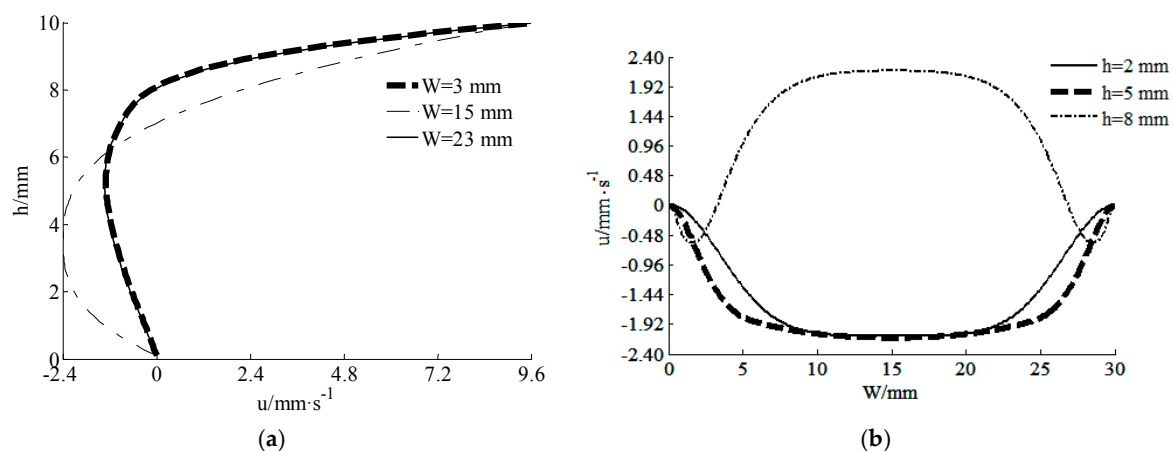 10
8
6
4
2
0
h/mm
-2.4
0
2.4
4.8
7.2
9.6
u/mm·s⁻¹
W=3 mm
W=15 mm
W=23 mm
(a)
2.40
1.92
1.44
0.96
0.48
0
-0.48
-0.96
-1.44
-1.92
-2.40
u/mm·s⁻¹
0
5
10
15
20
25
30
W/mm
h=2 mm
h=5 mm
h=8 mm
(b)